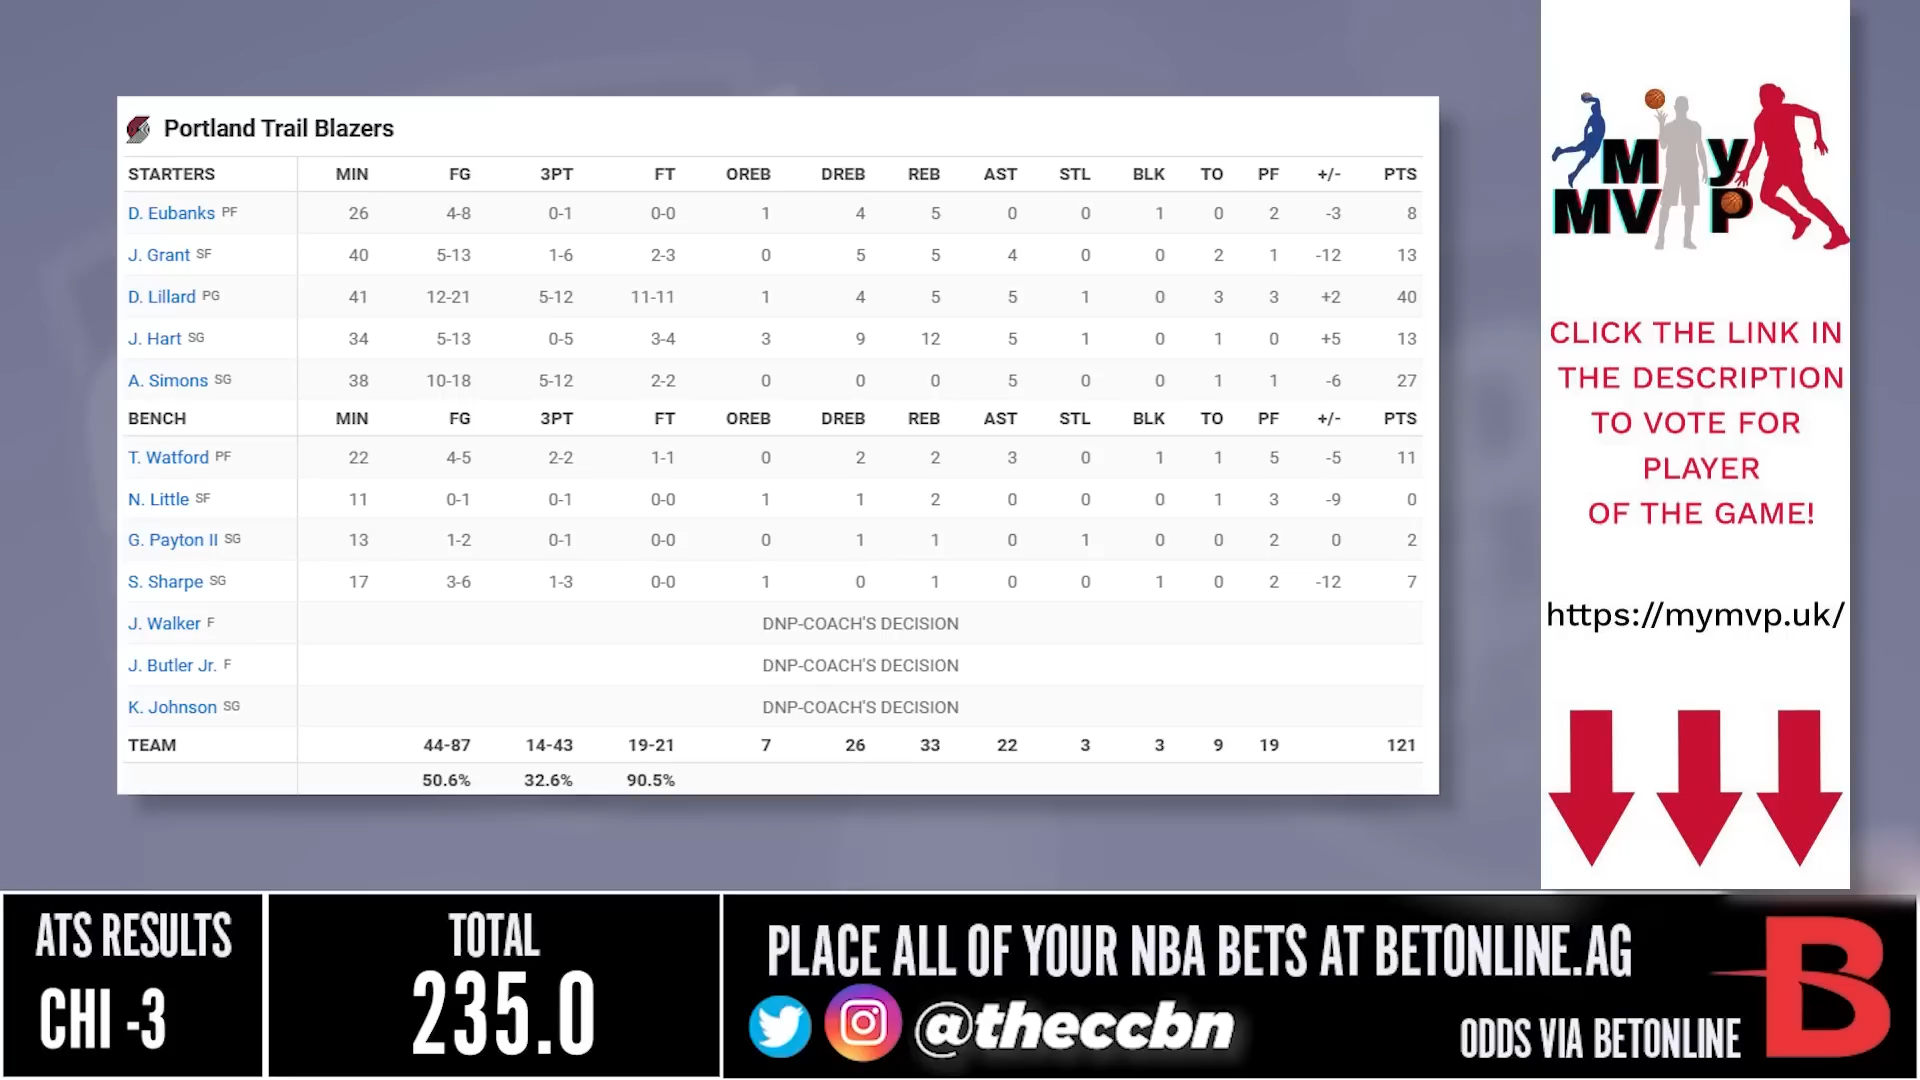 Portland Trail Blazers
STARTERS MIN FG 3PT FT OREB DREB REB AST STL BLK TO PF +/- PTS
D. Eubanks PF 26 4-8 0-1 0-0 1 4 5 0 0 1 0 2 -3 8
J. Grant SF 40 5-13 1-6 2-3 0 5 5 4 0 0 2 1 -12 13
D. Lillard PG 41 12-21 5-12 11-11 1 4 5 5 1 0 3 3 +2 40
J. Hart SG 34 5-13 0-5 3-4 3 9 12 5 1 0 1 0 +5 13
A. Simons SG 38 10-18 5-12 2-2 0 0 0 5 0 0 1 1 -6 27
BENCH MIN FG 3PT FT OREB DREB REB AST STL BLK TO PF +/- PTS
T. Watford PF 22 4-5 2-2 1-1 0 2 2 3 0 1 1 5 -5 11
N. Little SF 11 0-1 0-1 0-0 1 1 2 0 0 0 1 3 -9 0
G. Payton II SG 13 1-2 0-1 0-0 0 1 1 0 1 0 0 2 0 2
S. Sharpe SG 17 3-6 1-3 0-0 1 0 1 0 0 1 0 2 -12 7
J. Walker F DNP-COACH'S DECISION
J. Butler Jr. F DNP-COACH'S DECISION
K. Johnson SG DNP-COACH'S DECISION
TEAM 44-87 14-43 19-21 7 26 33 22 3 3 9 19 121
50.6% 32.6% 90.5%
My
MVP
CLICK THE LINK IN
THE DESCRIPTION
TO VOTE FOR
PLAYER
OF THE GAME!
https://mymvp.uk/
ATS RESULTS
CHI -3
TOTAL
235.0
PLACE ALL OF YOUR NBA BETS AT BETONLINE.AG
@theccbn
ODDS VIA BETONLINE
B